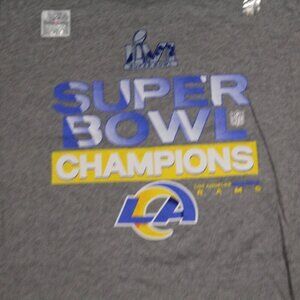 LVI
SUPER
BOWL
CHAMPIONS
LOS ANGELES
RAMS
LA